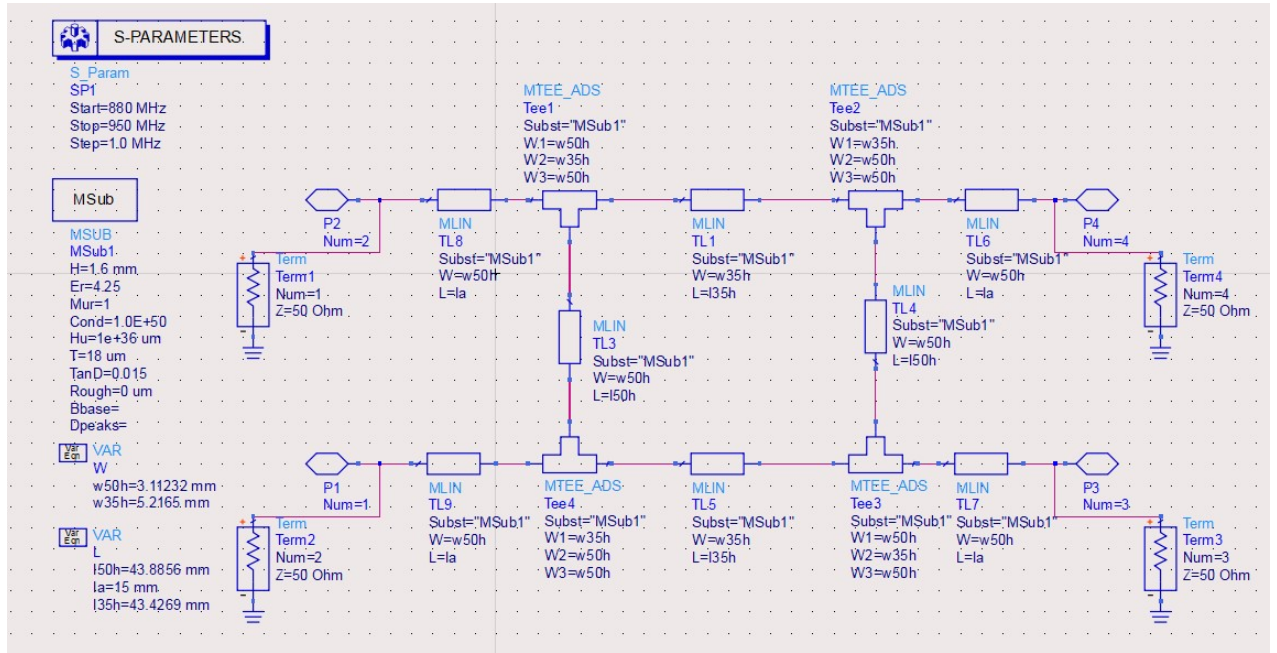 S-PARAMETERS
S_Param
SP1
Start=880 MHz
Stop=950 MHz
Step=1.0 MHz
MSub
MSUB
MSub1
H=1.6 mm
Er=4.25
Mur=1
Cond=1.0E+50
Hu=1e+36 um
T=18 um
TanD=0.015
Rough=0 um
Bbase=
Dpeaks=
Var
Eqn
VAR
W
w50h=3.11232 mm
w35h=5.2165 mm
Var
Eqn
VAR
L
l50h=43.8856 mm
la=15 mm
l35h=43.4269 mm
P2
Num=2
Term
Term1
Num=1
Z=50 Ohm
MLIN
TL8
Subst="MSub1"
W=w50h
L=la
MTEE_ADS
Tee1
Subst="MSub1"
W1=w50h
W2=w35h
W3=w50h
MLIN
TL1
Subst="MSub1"
W=w35h
L=l35h
MTEE_ADS
Tee2
Subst="MSub1"
W1=w35h
W2=w50h
W3=w50h
MLIN
TL6
Subst="MSub1"
W=w50h
L=la
P4
Num=4
Term
Term4
Num=4
Z=50 Ohm
MLIN
TL3
Subst="MSub1"
W=w50h
L=l50h
MLIN
TL4
Subst="MSub1"
W=w50h
L=l50h
P1
Num=1
Term
Term2
Num=2
Z=50 Ohm
MLIN
TL9
Subst="MSub1"
W=w50h
L=la
MTEE_ADS
Tee4
Subst="MSub1"
W1=w35h
W2=w50h
W3=w50h
MLIN
TL5
Subst="MSub1"
W=w35h
L=l35h
MTEE_ADS
Tee3
Subst="MSub1"
W1=w50h
W2=w35h
W3=w50h
MLIN
TL7
Subst="MSub1"
W=w50h
L=la
P3
Num=3
Term
Term3
Num=3
Z=50 Ohm